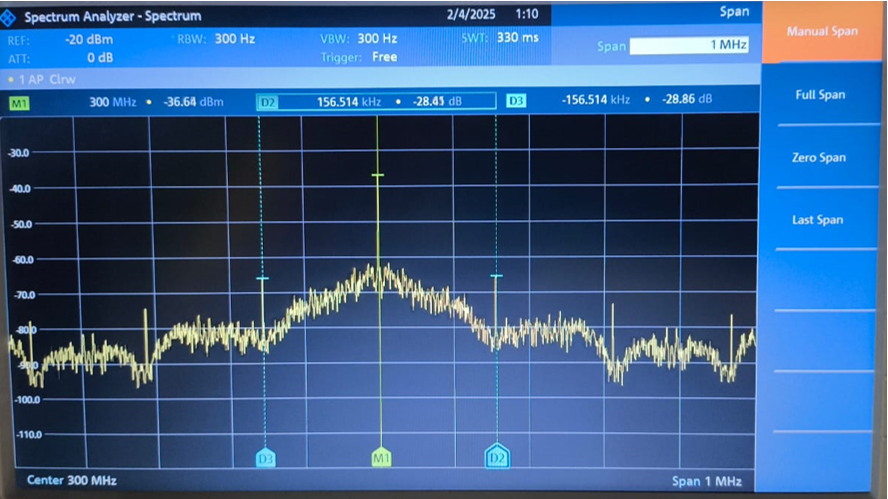 Spectrum Analyzer - Spectrum
2/4/2025 1:10
Span
REF: -20 dBm
RBW: 300 Hz
VBW: 300 Hz
SWT: 330 ms
ATT: 0 dB
Trigger: Free
Span 1 MHz
1 AP Clrw
M1 300 MHz • -36.64 dBm
D2 156.514 kHz • -28.45 dB
D3 -156.514 kHz • -28.86 dB
-30.0
-40.0
-50.0
-60.0
-70.0
-80.0
-90.0
-100.0
-110.0
D3
M1
D2
Center 300 MHz
Span 1 MHz
Manual Span
Full Span
Zero Span
Last Span